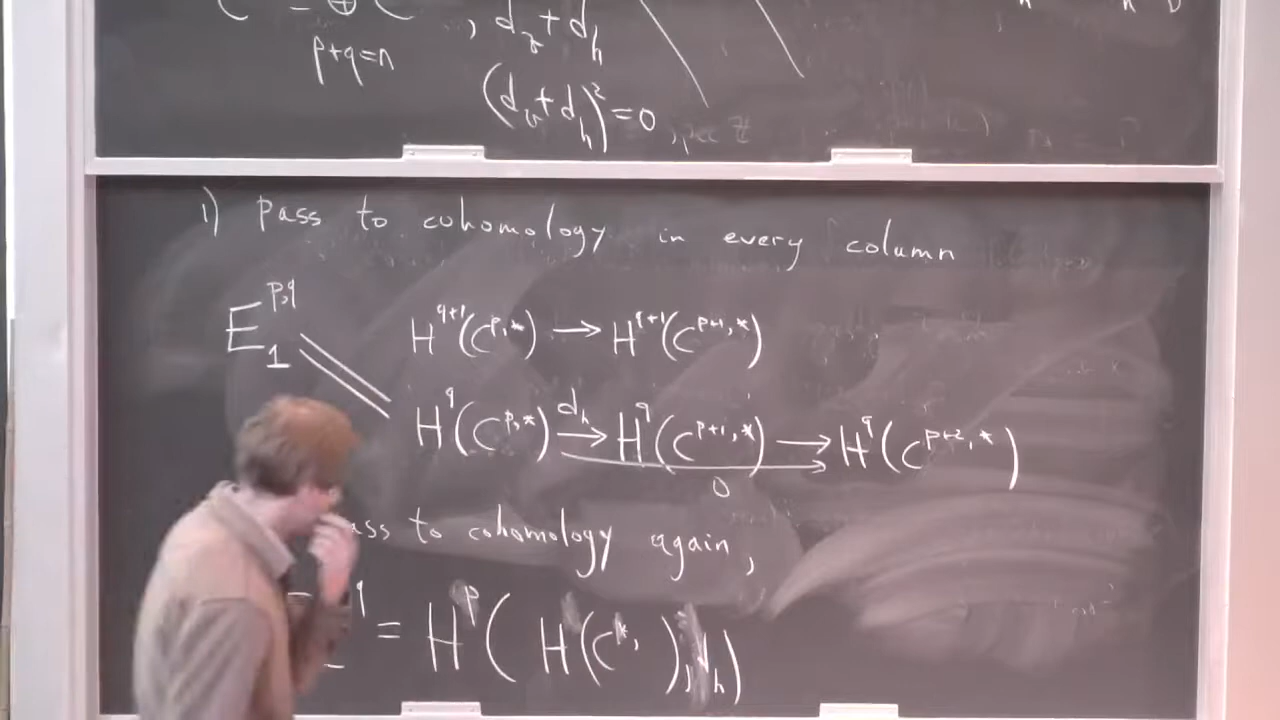 C = ⊕ C , d_v + d_h
p+q=n
(d_v + d_h)² = 0
1) Pass to cohomology in every column
E_1^{p,q}
H^{q+1}(C^{p,*}) → H^{q+1}(C^{p+1,*})
H^q(C^{p,*}) →^{d_h} H^q(C^{p+1,*}) → H^q(C^{p+2,*})
0
ass to cohomology again,
q = H^p( H(C^{*, }), d_h)